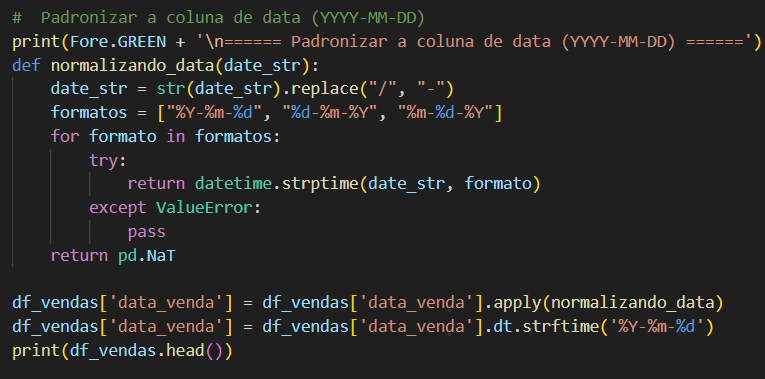 #  Padronizar a coluna de data (YYYY-MM-DD)
print(Fore.GREEN + '\n====== Padronizar a coluna de data (YYYY-MM-DD) ======')
def normalizando_data(date_str):
    date_str = str(date_str).replace("/", "-")
    formatos = ["%Y-%m-%d", "%d-%m-%Y", "%m-%d-%Y"]
    for formato in formatos:
        try:
            return datetime.strptime(date_str, formato)
        except ValueError:
            pass
    return pd.NaT

df_vendas['data_venda'] = df_vendas['data_venda'].apply(normalizando_data)
df_vendas['data_venda'] = df_vendas['data_venda'].dt.strftime('%Y-%m-%d')
print(df_vendas.head())